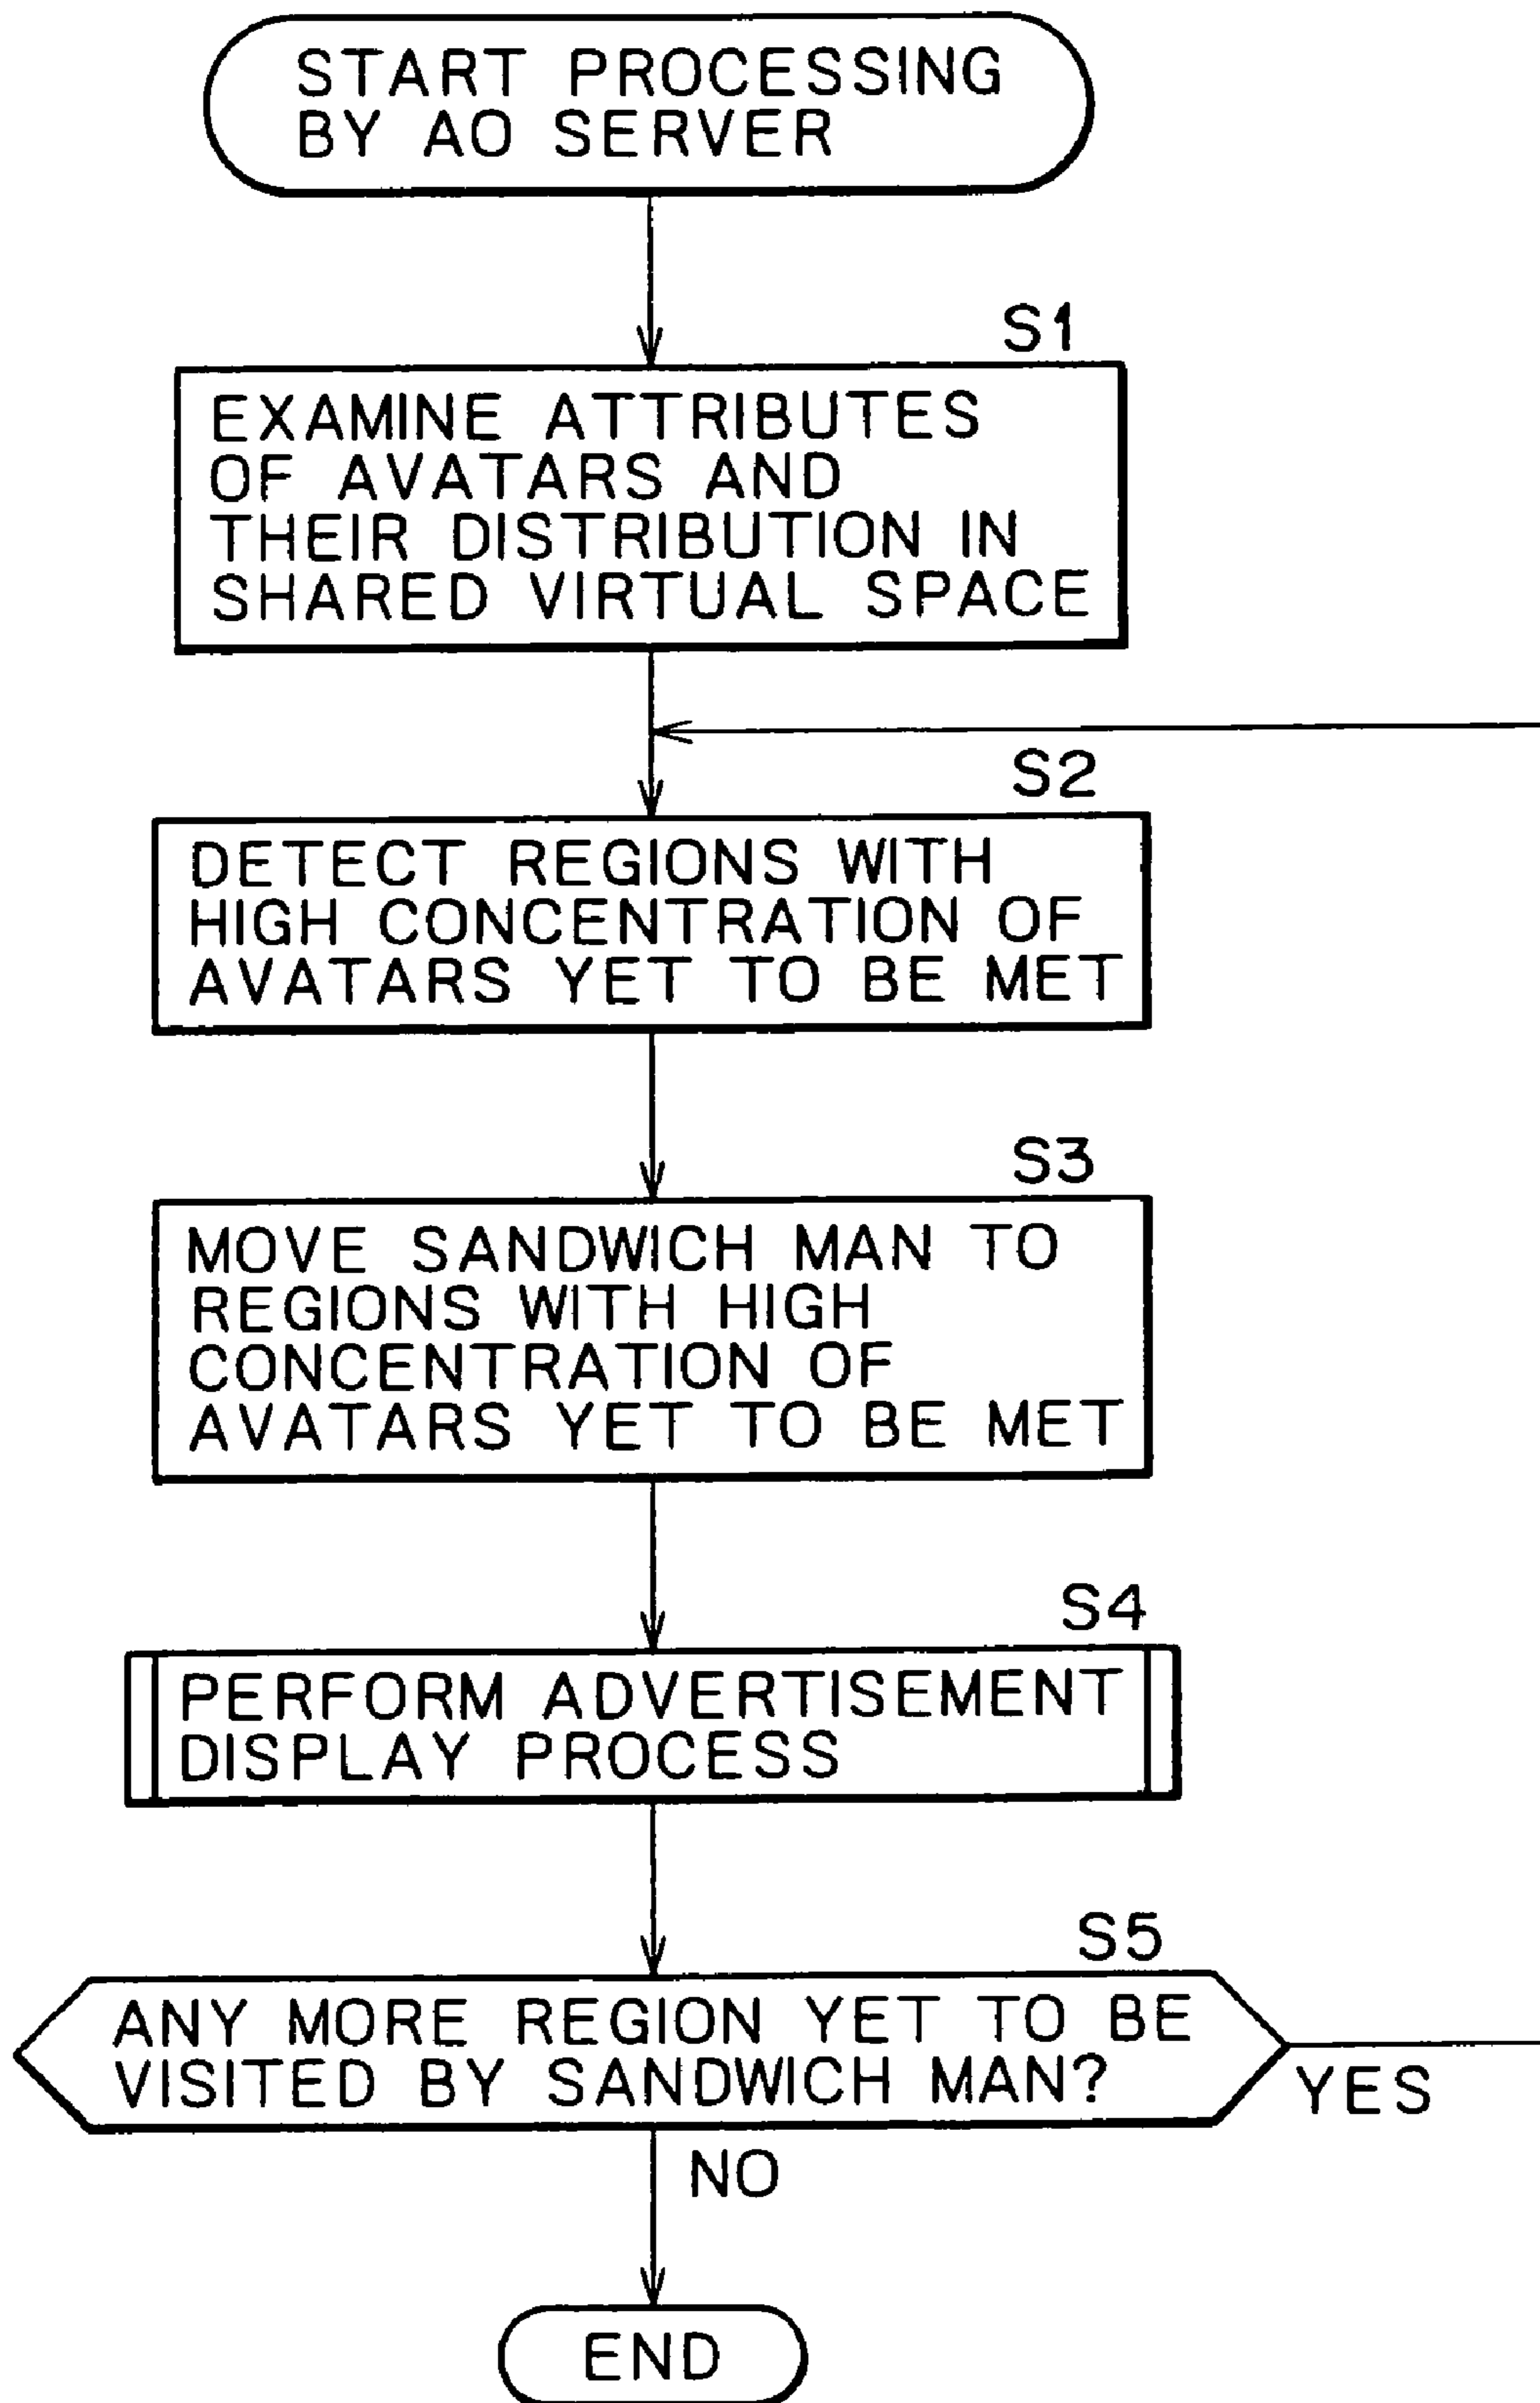 START PROCESSING
BY AO SERVER
S1
EXAMINE ATTRIBUTES
OF AVATARS AND
THEIR DISTRIBUTION IN
SHARED VIRTUAL SPACE
S2
DETECT REGIONS WITH
HIGH CONCENTRATION OF
AVATARS YET TO BE MET
S3
MOVE SANDWICH MAN TO
REGIONS WITH HIGH
CONCENTRATION OF
AVATARS YET TO BE MET
S4
PERFORM ADVERTISEMENT
DISPLAY PROCESS
S5
ANY MORE REGION YET TO BE
VISITED BY SANDWICH MAN?
YES
NO
END